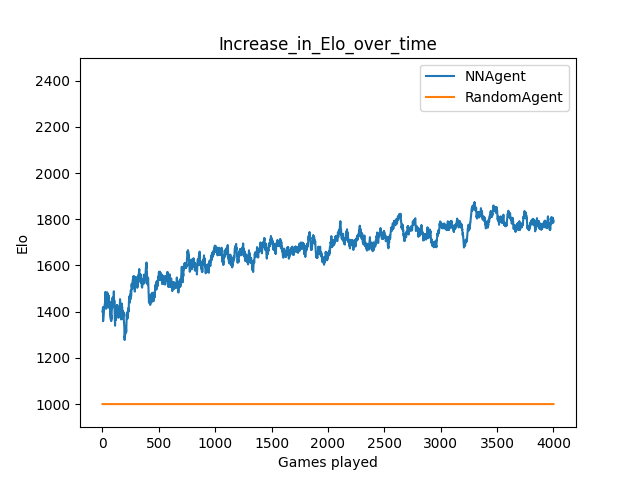 Increase_in_Elo_over_time
NNAgent
RandomAgent
2400
2200
2000
1800
1600
1400
1200
1000
Elo
0 500 1000 1500 2000 2500 3000 3500 4000
Games played